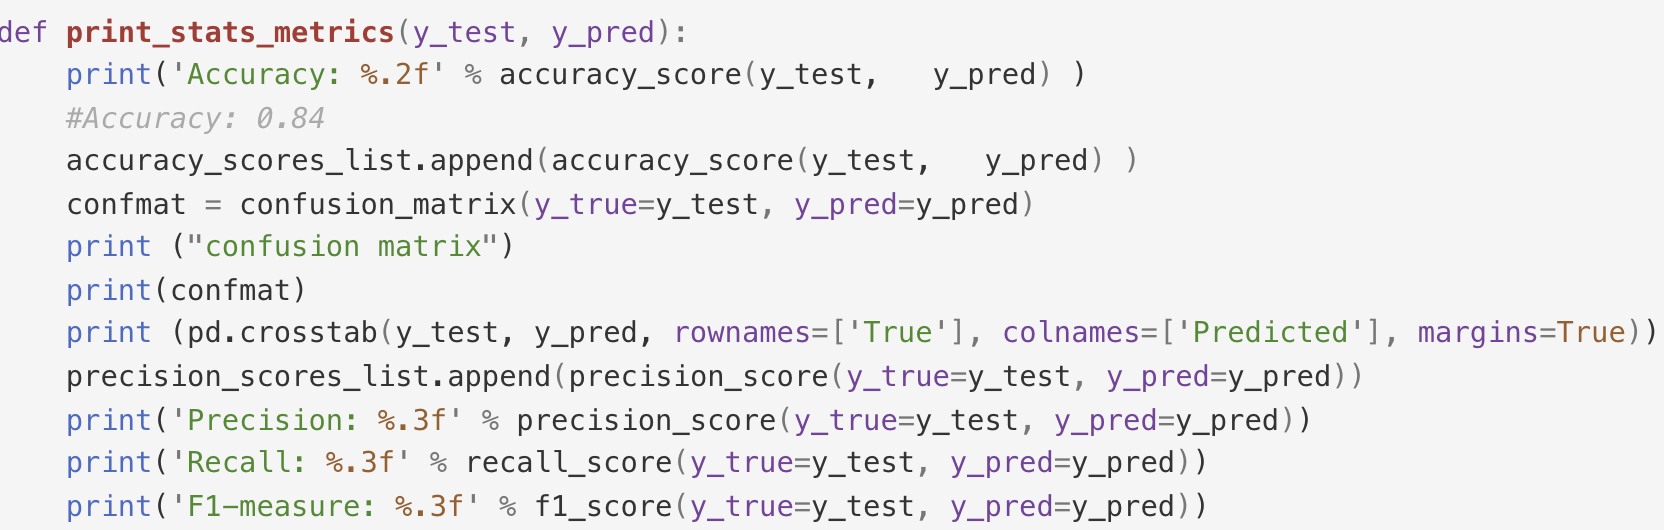 def print_stats_metrics(y_test, y_pred):
    print('Accuracy: %.2f' % accuracy_score(y_test,   y_pred) )
    #Accuracy: 0.84
    accuracy_scores_list.append(accuracy_score(y_test,   y_pred) )
    confmat = confusion_matrix(y_true=y_test, y_pred=y_pred)
    print ("confusion matrix")
    print(confmat)
    print (pd.crosstab(y_test, y_pred, rownames=['True'], colnames=['Predicted'], margins=True))
    precision_scores_list.append(precision_score(y_true=y_test, y_pred=y_pred))
    print('Precision: %.3f' % precision_score(y_true=y_test, y_pred=y_pred))
    print('Recall: %.3f' % recall_score(y_true=y_test, y_pred=y_pred))
    print('F1-measure: %.3f' % f1_score(y_true=y_test, y_pred=y_pred))